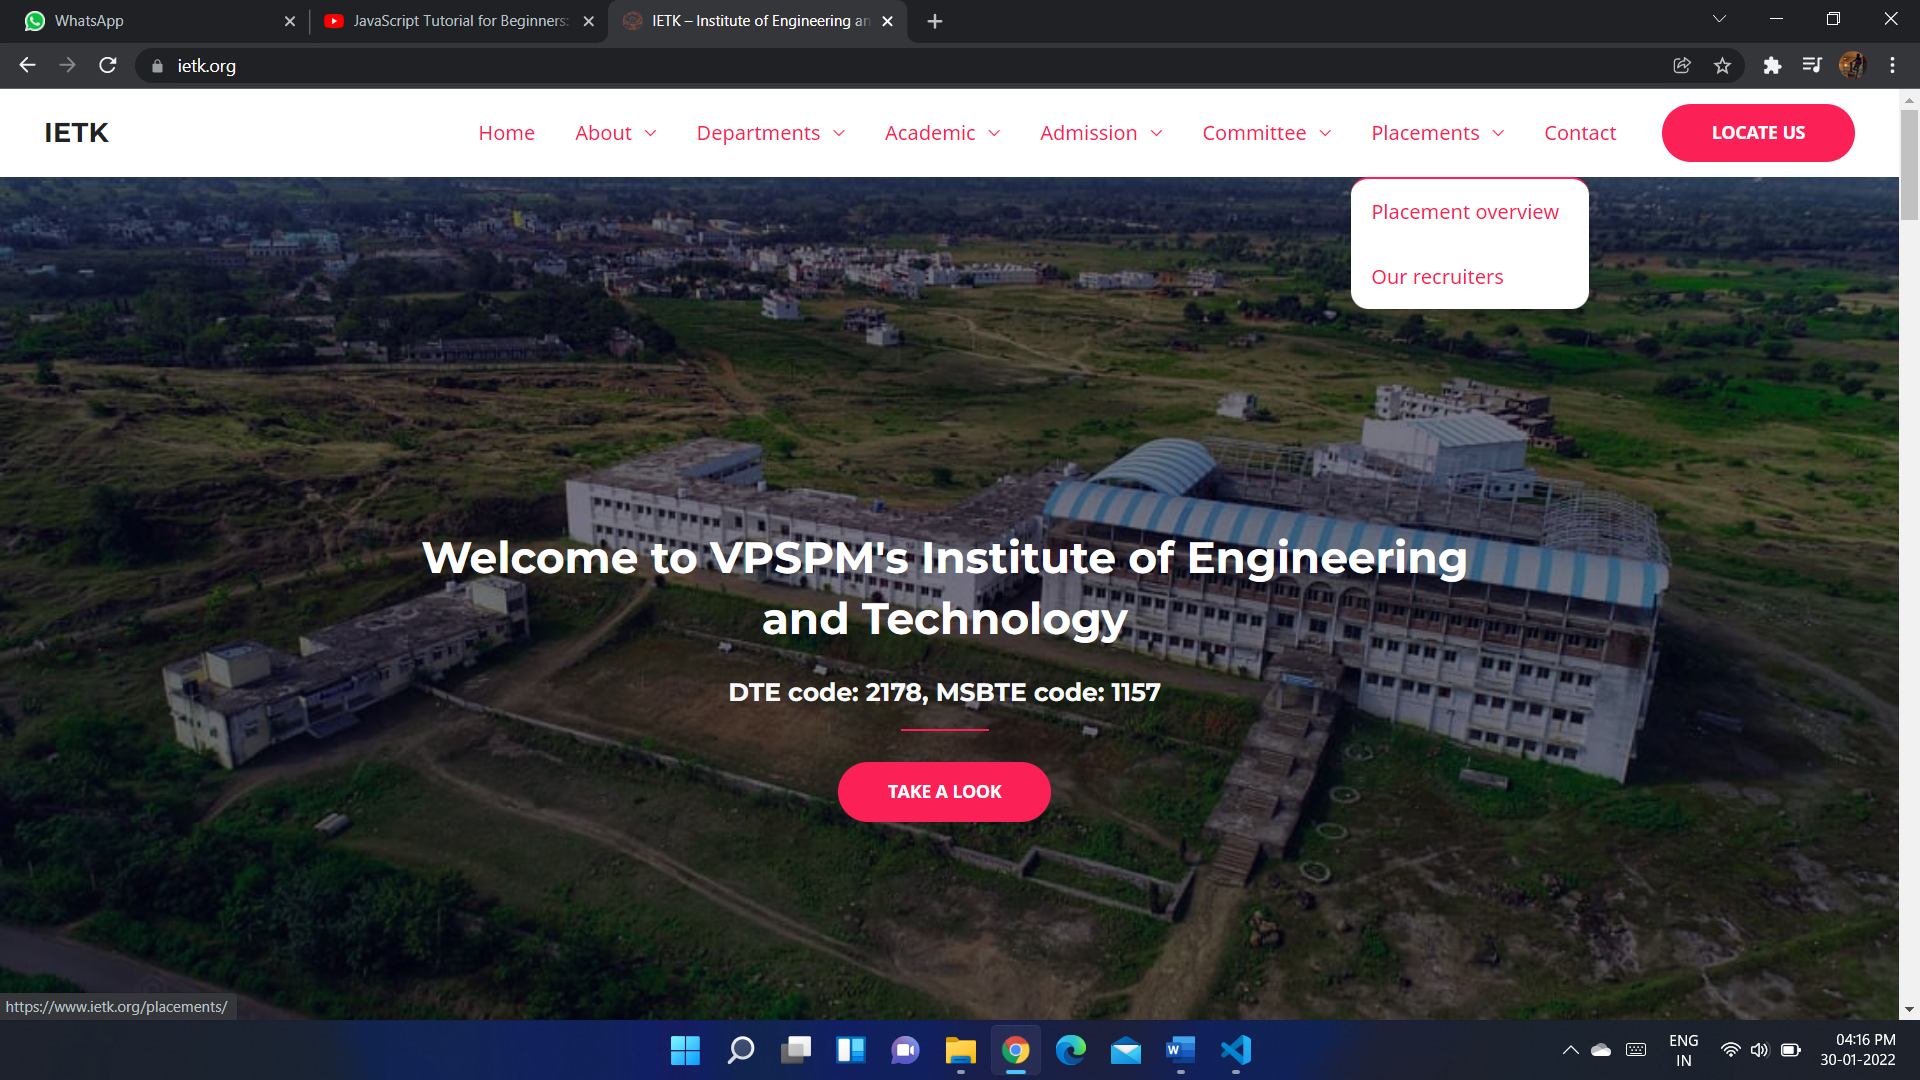 WhatsApp
JavaScript Tutorial for Beginners:
IETK – Institute of Engineering an
ietk.org
IETK
Home
About
Departments
Academic
Admission
Committee
Placements
Contact
LOCATE US
Placement overview
Our recruiters
Welcome to VPSPM's Institute of Engineering
and Technology
DTE code: 2178, MSBTE code: 1157
TAKE A LOOK
https://www.ietk.org/placements/
W
ENG
IN
04:16 PM
30-01-2022